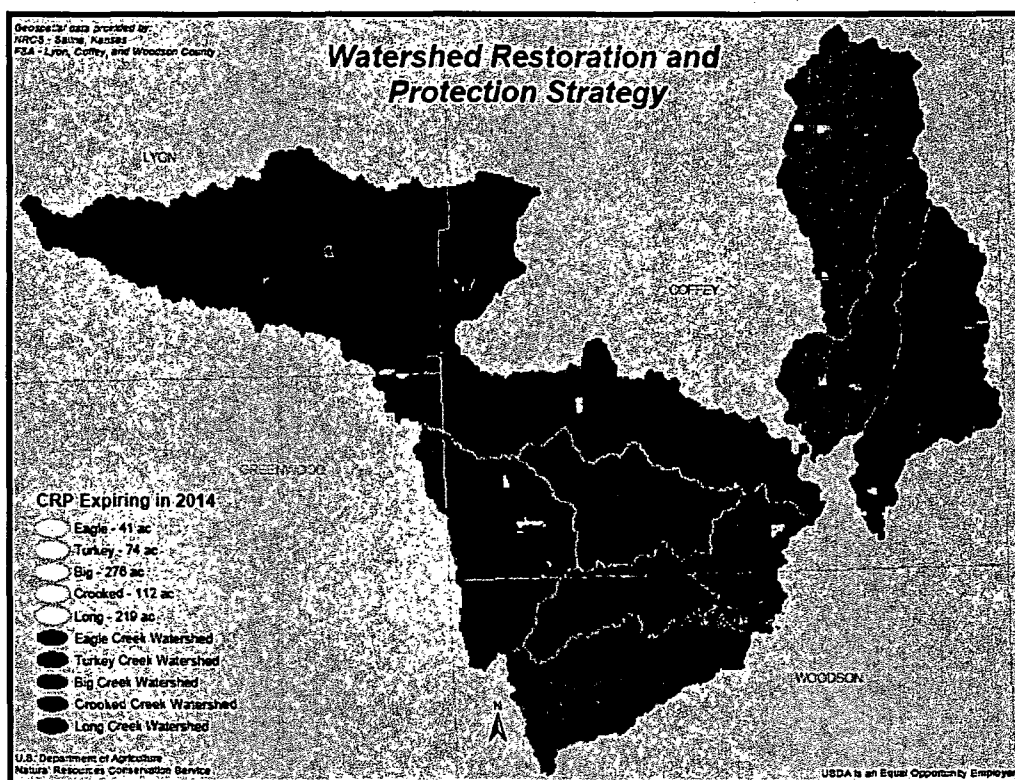 Geospatial data provided by:
NRCS - Salina, Kansas
FSA - Lyon, Coffey, and Woodson County
Watershed Restoration and
Protection Strategy
LYON
COFFEY
GREENWOOD
WOODSON
CRP Expiring in 2014
Eagle - 41 ac
Turkey - 74 ac
Big - 276 ac
Crooked - 112 ac
Long - 219 ac
Eagle Creek Watershed
Turkey Creek Watershed
Big Creek Watershed
Crooked Creek Watershed
Long Creek Watershed
N
U.S. Department of Agriculture
Natural Resources Conservation Service
USDA is an Equal Opportunity Employer